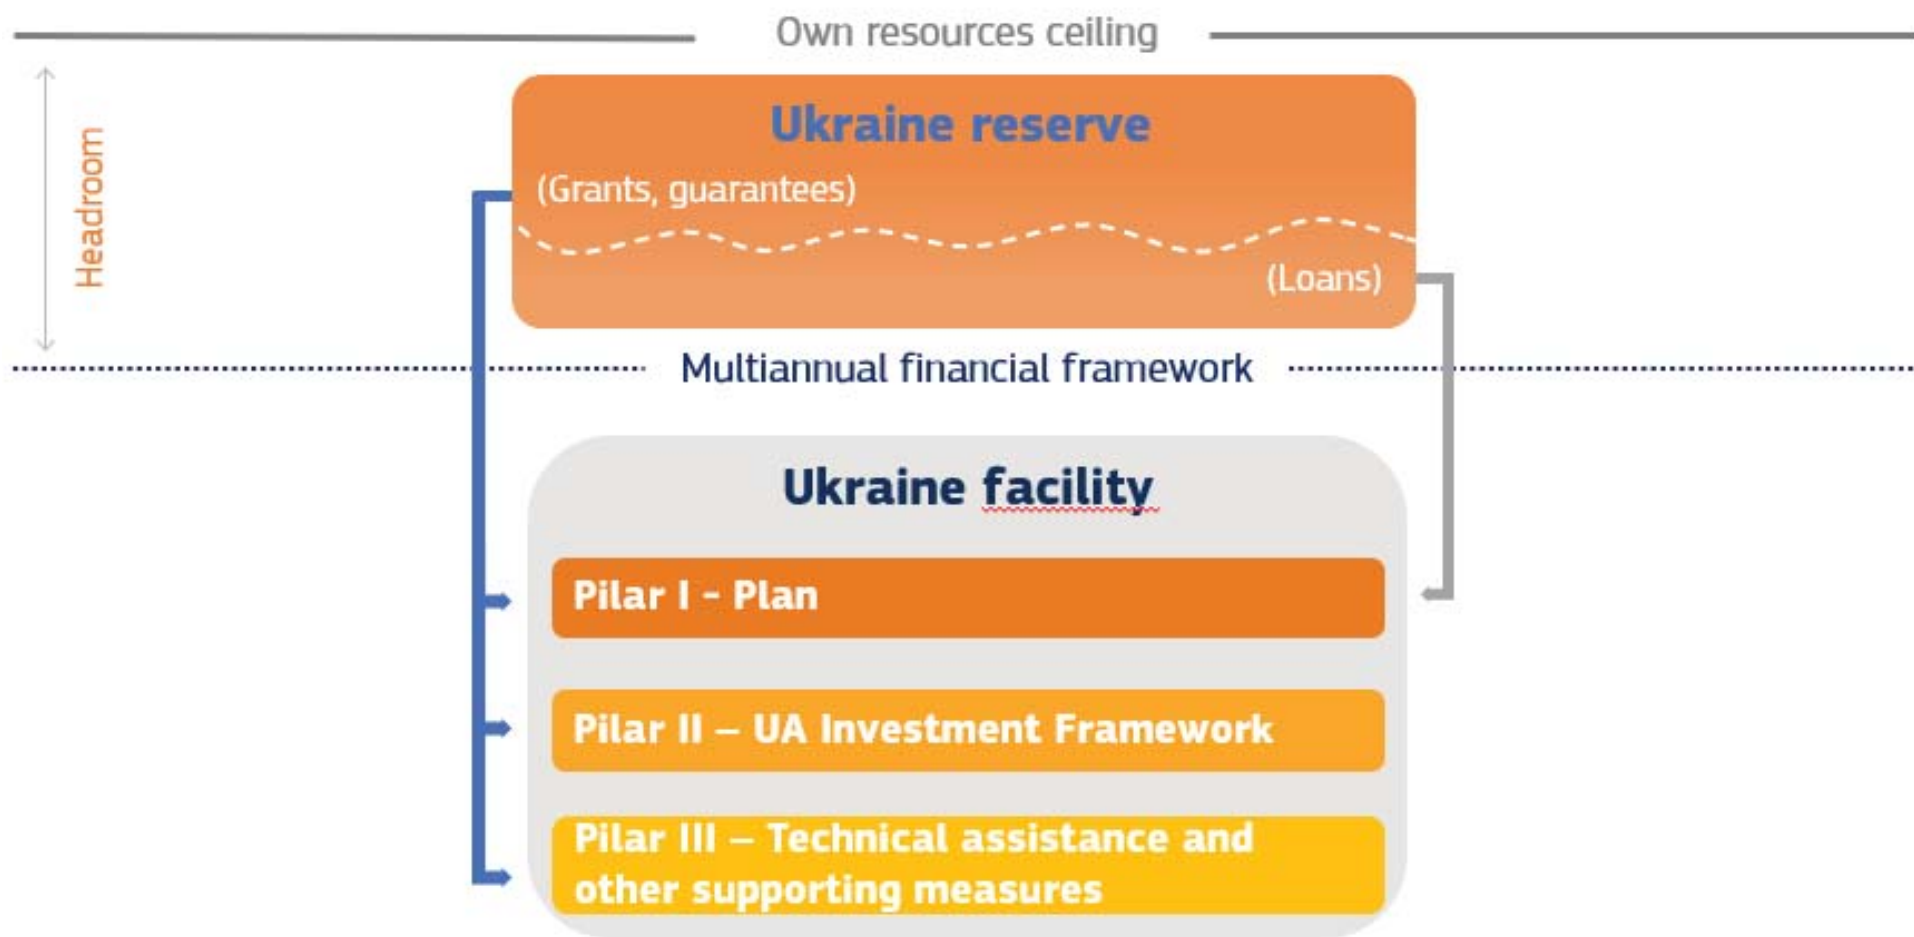 Own resources ceiling
Headroom
Ukraine reserve
(Grants, guarantees)
(Loans)
Multiannual financial framework
Ukraine facility
Pilar I - Plan
Pilar II – UA Investment Framework
Pilar III – Technical assistance and
other supporting measures